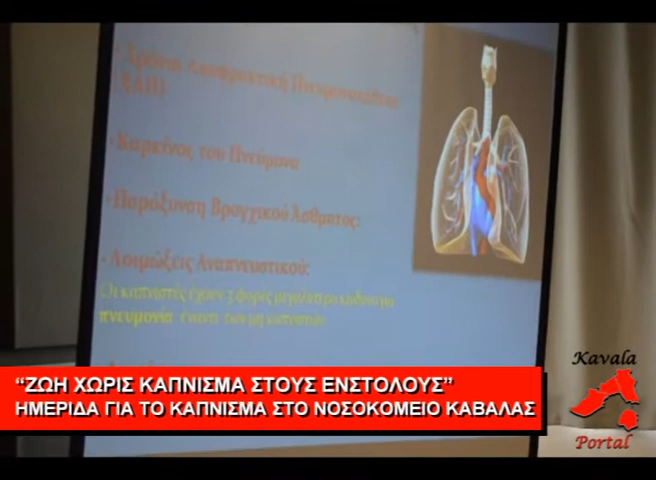 · Χρόνια Αποφρακτική Πνευμονοπάθεια
(ΧΑΠ)
· Καρκίνος του Πνεύμονα
· Παρόξυνση Βρογχικού Άσθματος:
· Λοιμώξεις Αναπνευστικού:
Οι καπνιστές έχουν 3 φορές μεγαλύτερο κίνδυνο για
πνευμονία έναντι των μη καπνιστών
“ΖΩΗ ΧΩΡΙΣ ΚΑΠΝΙΣΜΑ ΣΤΟΥΣ ΕΝΣΤΟΛΟΥΣ”
ΗΜΕΡΙΔΑ ΓΙΑ ΤΟ ΚΑΠΝΙΣΜΑ ΣΤΟ ΝΟΣΟΚΟΜΕΙΟ ΚΑΒΑΛΑΣ
Kavala
Portal